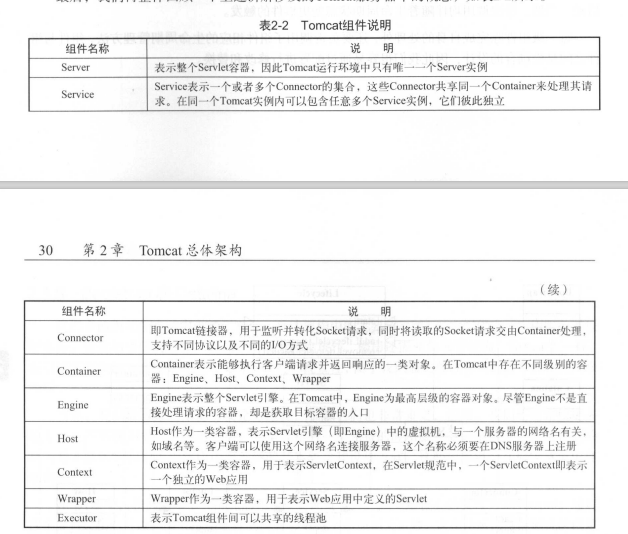 表2-2 Tomcat组件说明
组件名称 说 明
Server 表示整个Servlet容器，因此Tomcat运行环境中只有唯一一个Server实例
Service Service表示一个或者多个Connector的集合，这些Connector共享同一个Container来处理其请
求。在同一个Tomcat实例内可以包含任意多个Service实例，它们彼此独立
30 第2章 Tomcat 总体架构
（续）
组件名称 说 明
Connector 即Tomcat链接器，用于监听并转化Socket请求，同时将读取的Socket请求交由Container处理，
支持不同协议以及不同的I/O方式
Container Container表示能够执行客户端请求并返回响应的一类对象。在Tomcat中存在不同级别的容
器：Engine、Host、Context、Wrapper
Engine Engine表示整个Servlet引擎。在Tomcat中，Engine为最高层级的容器对象。尽管Engine不是直
接处理请求的容器，却是获取目标容器的入口
Host Host作为一类容器，表示Servlet引擎（即Engine）中的虚拟机，与一个服务器的网络名有关，
如域名等。客户端可以使用这个网络名连接服务器，这个名称必须要在DNS服务器上注册
Context Context作为一类容器，用于表示ServletContext，在Servlet规范中，一个ServletContext即表示
一个独立的Web应用
Wrapper Wrapper作为一类容器，用于表示Web应用中定义的Servlet
Executor 表示Tomcat组件间可以共享的线程池